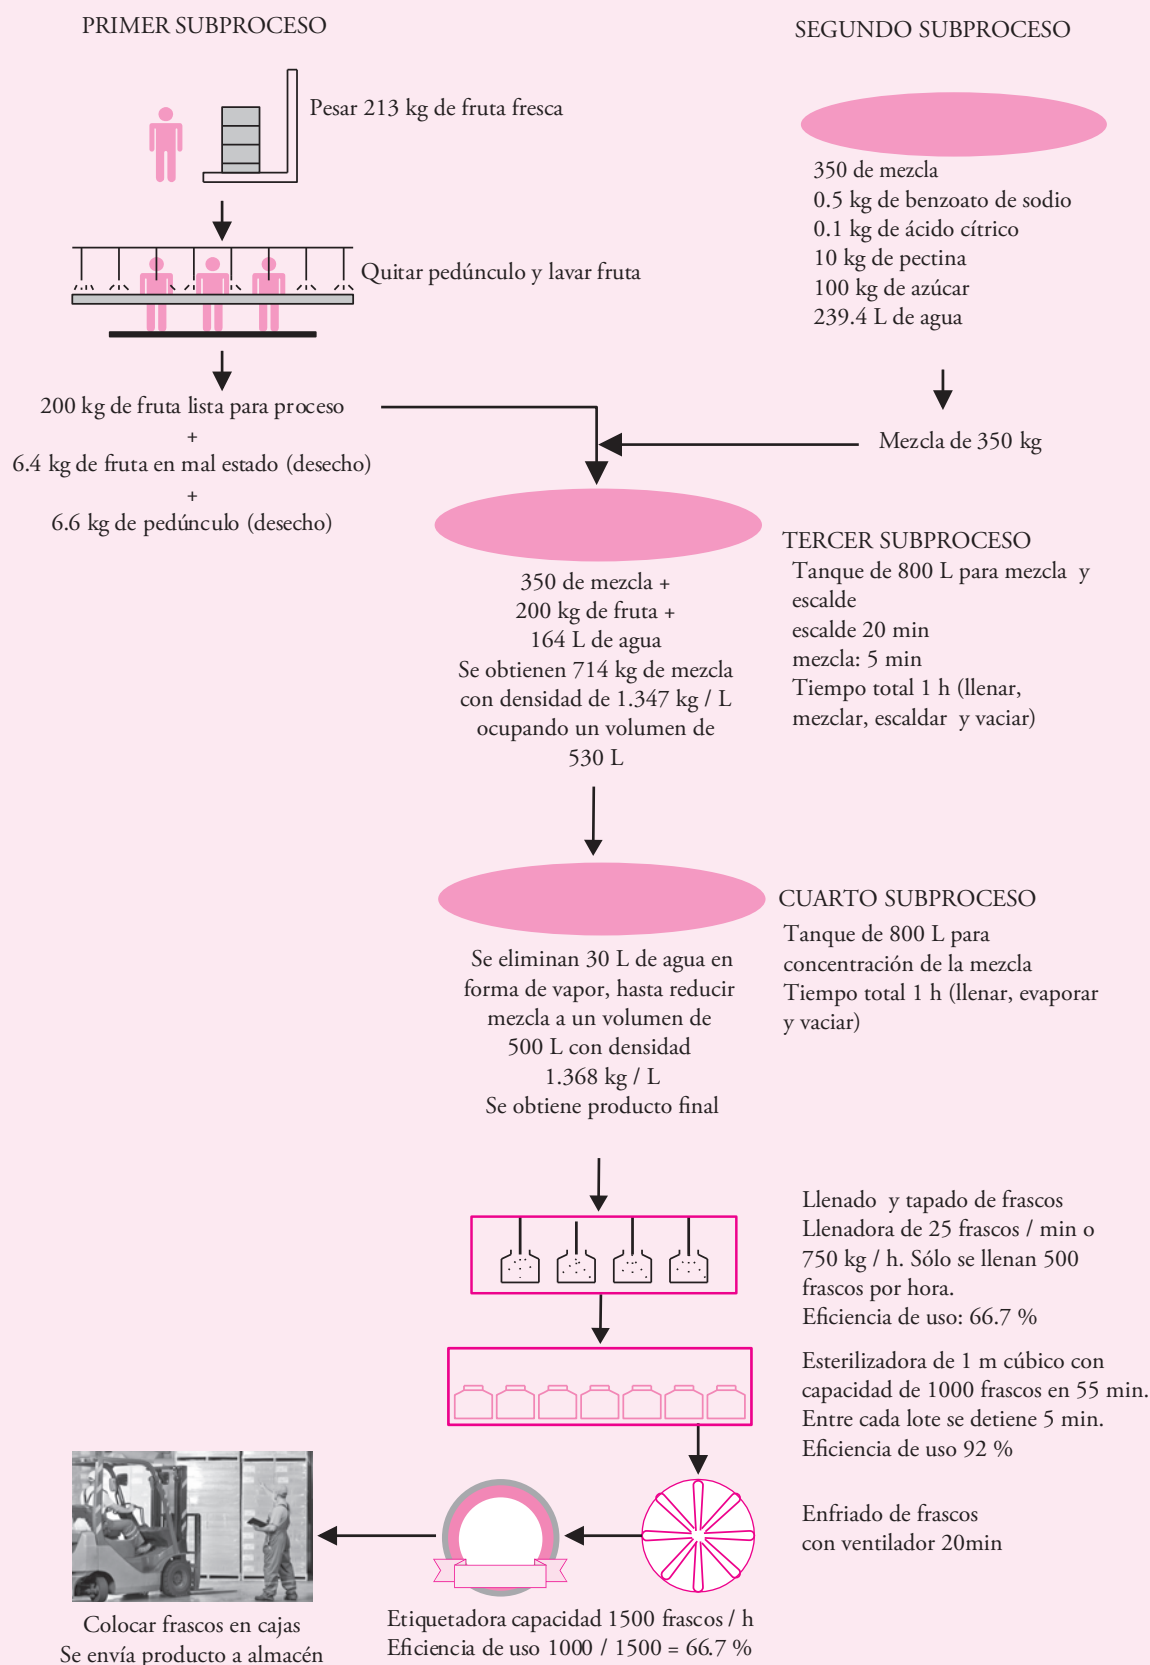 PRIMER SUBPROCESO
Pesar 213 kg de fruta fresca
Quitar pedúnculo y lavar fruta
200 kg de fruta lista para proceso
+
6.4 kg de fruta en mal estado (desecho)
+
6.6 kg de pedúnculo (desecho)
SEGUNDO SUBPROCESO
350 de mezcla
0.5 kg de benzoato de sodio
0.1 kg de ácido cítrico
10 kg de pectina
100 kg de azúcar
239.4 L de agua
Mezcla de 350 kg
350 de mezcla +
200 kg de fruta +
164 L de agua
Se obtienen 714 kg de mezcla
con densidad de 1.347 kg / L
ocupando un volumen de
530 L
TERCER SUBPROCESO
Tanque de 800 L para mezcla y
escalde
escalde 20 min
mezcla: 5 min
Tiempo total 1 h (llenar,
mezclar, escaldar y vaciar)
Se eliminan 30 L de agua en
forma de vapor, hasta reducir
mezcla a un volumen de
500 L con densidad
1.368 kg / L
Se obtiene producto final
CUARTO SUBPROCESO
Tanque de 800 L para
concentración de la mezcla
Tiempo total 1 h (llenar, evaporar
y vaciar)
Llenado y tapado de frascos
Llenadora de 25 frascos / min o
750 kg / h. Sólo se llenan 500
frascos por hora.
Eficiencia de uso: 66.7 %
Esterilizadora de 1 m cúbico con
capacidad de 1000 frascos en 55 min.
Entre cada lote se detiene 5 min.
Eficiencia de uso 92 %
Enfriado de frascos
con ventilador 20min
Etiquetadora capacidad 1500 frascos / h
Eficiencia de uso 1000 / 1500 = 66.7 %
Colocar frascos en cajas
Se envía producto a almacén